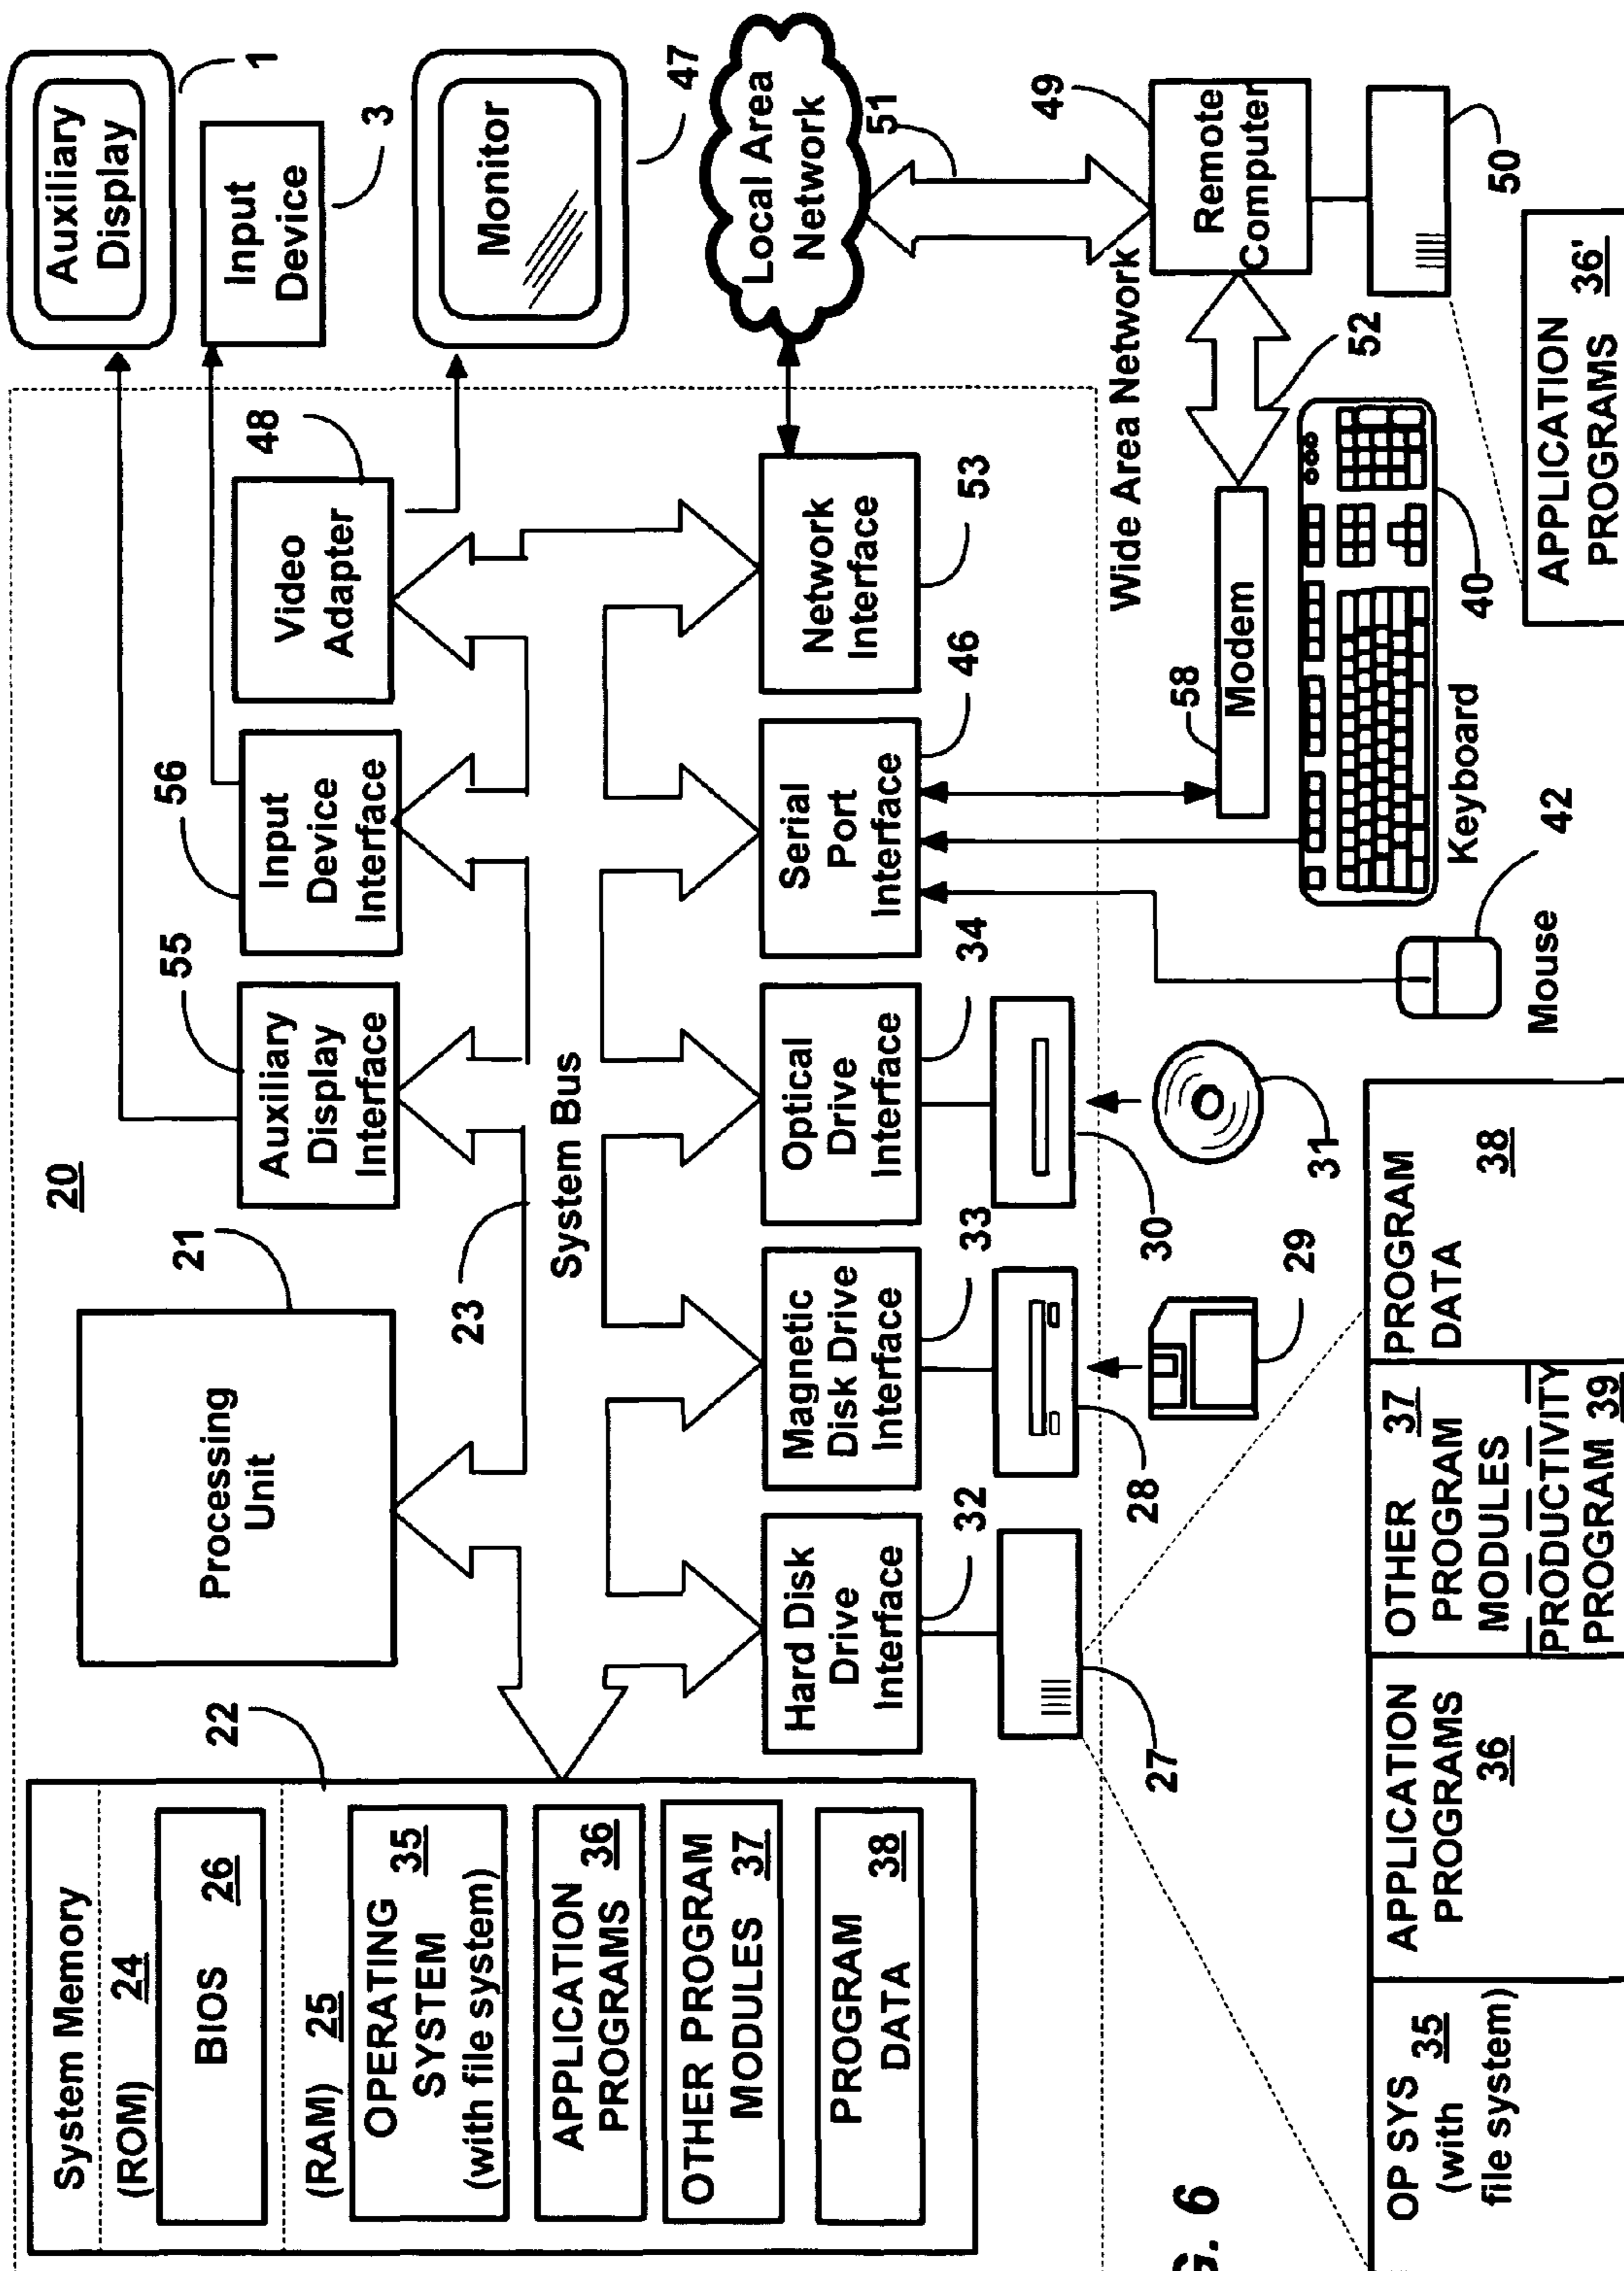 System Memory
(ROM) 24
BIOS 26
(RAM) 25
OPERATING
SYSTEM 35
(with file system)
APPLICATION
PROGRAMS 36
OTHER PROGRAM
MODULES 37
PROGRAM
DATA 38
22
Processing
Unit
21
20
Auxiliary
Display
Interface
55
Input
Device
Interface
56
Video
Adapter
48
Auxiliary
Display
1
Input
Device
3
Monitor
47
23
System Bus
Hard Disk
Drive
Interface
32
Magnetic
Disk Drive
Interface
33
Optical
Drive
Interface
34
Serial
Port
Interface
46
Network
Interface
53
Local Area
Network
51
Wide Area Network
27
28
29
30
31
58
Modem
52
Remote
Computer
49
50
40
Keyboard
Mouse
42
G. 6
OP SYS 35
(with
file system)
APPLICATION
PROGRAMS
36
OTHER 37
PROGRAM
MODULES
PRODUCTIVITY
PROGRAM 39
PROGRAM
DATA
38
APPLICATION
PROGRAMS 36'